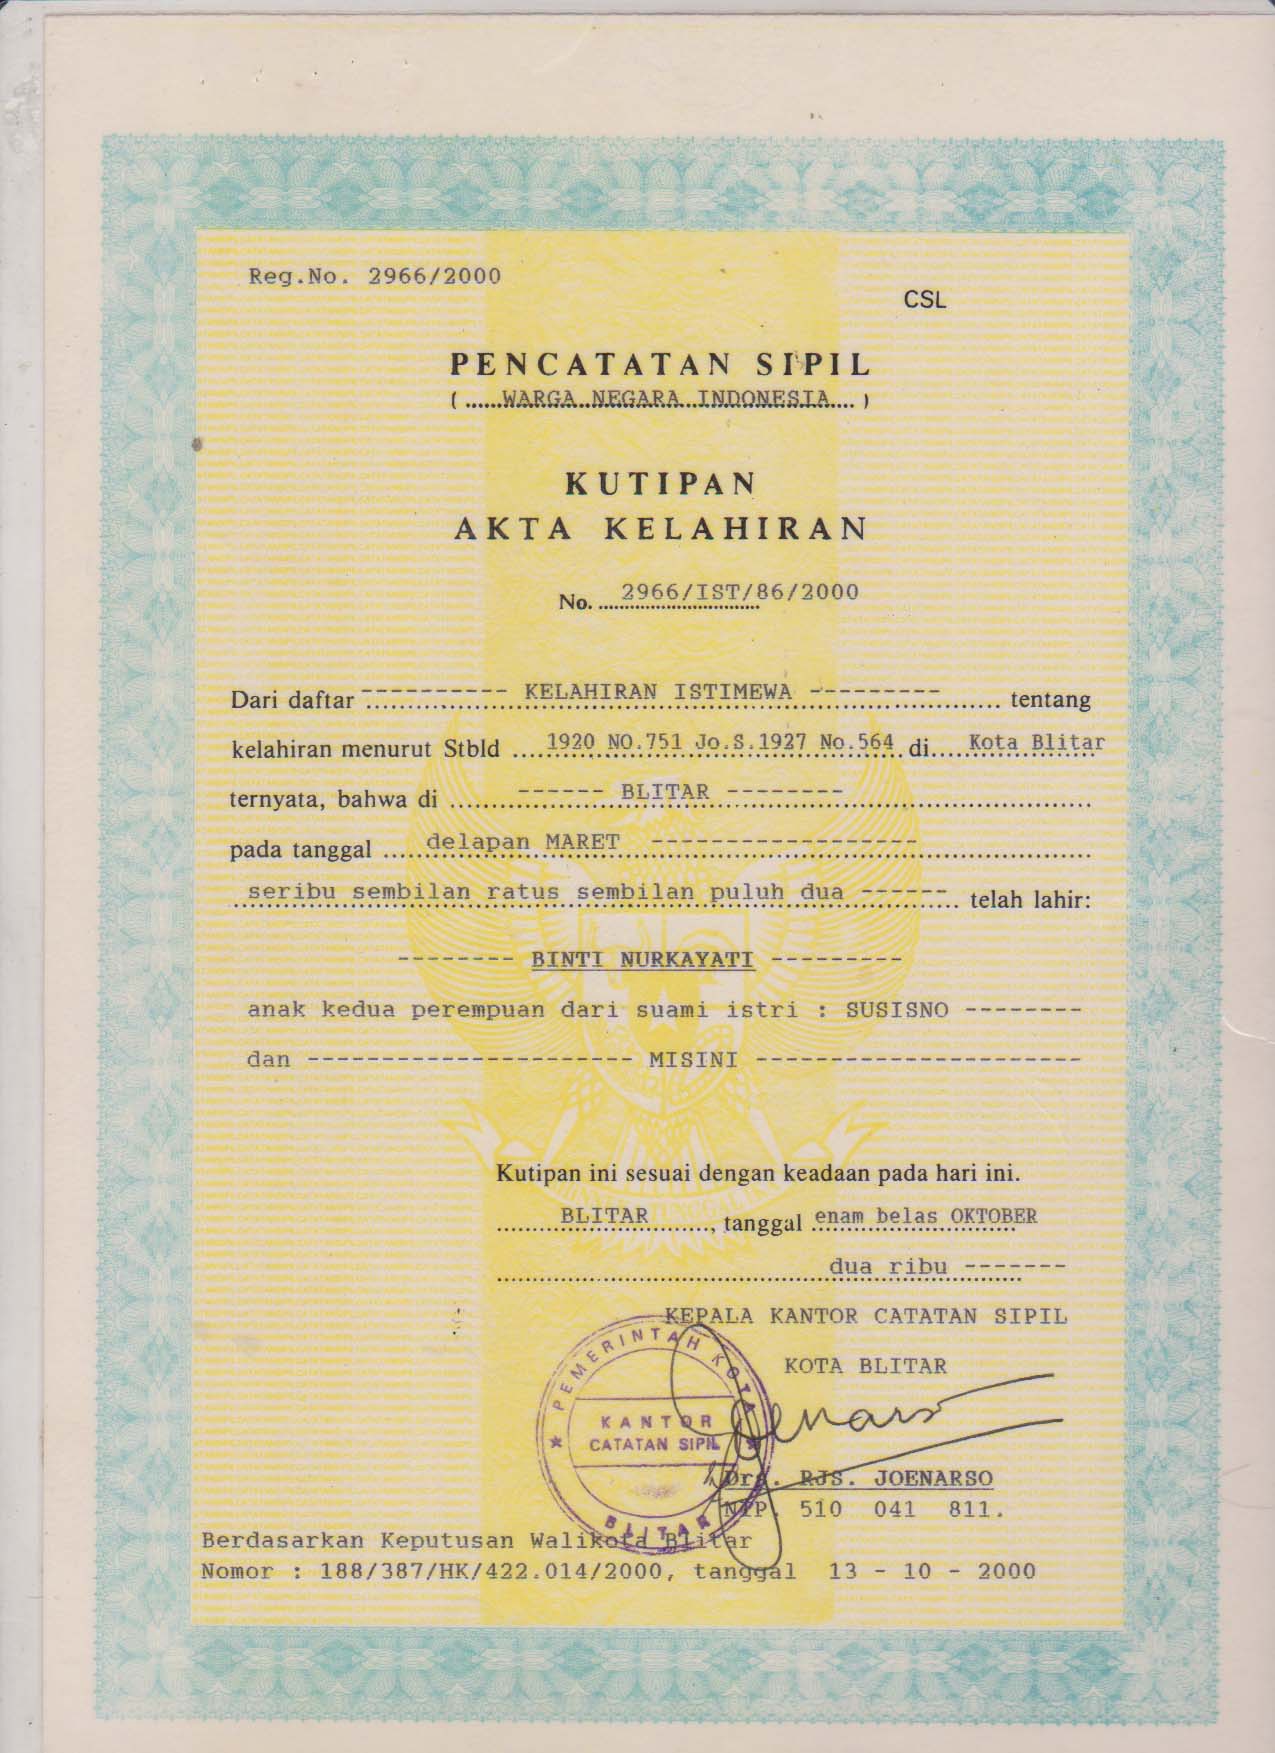 Reg.No. 2966/2000
CSL
PENCATATAN SIPIL
( ......WARGA..NEGARA..INDONESIA.... )
KUTIPAN
AKTA KELAHIRAN
No. 2966/IST/86/2000
Dari daftar ---------- KELAHIRAN ISTIMEWA --------- tentang
kelahiran menurut Stbld 1920 NO.751 Jo.S.1927 No.564 di Kota Blitar
ternyata, bahwa di ------ BLITAR --------
pada tanggal delapan MARET ------------------
seribu sembilan ratus sembilan puluh dua ------ telah lahir:
-------- BINTI NURKAYATI ---------
anak kedua perempuan dari suami istri : SUSISNO --------
dan ---------------------- MISINI ----------------------
Kutipan ini sesuai dengan keadaan pada hari ini.
BLITAR, tanggal enam belas OKTOBER
dua ribu -------
KEPALA KANTOR CATATAN SIPIL
KOTA BLITAR
PEMERINTAH KOTA
KANTOR
CATATAN SIPIL
BLITAR
Joenarso
Drs. RJS. JOENARSO
NIP. 510 041 811.
Berdasarkan Keputusan Walikota Blitar
Nomor : 188/387/HK/422.014/2000, tanggal 13 - 10 - 2000